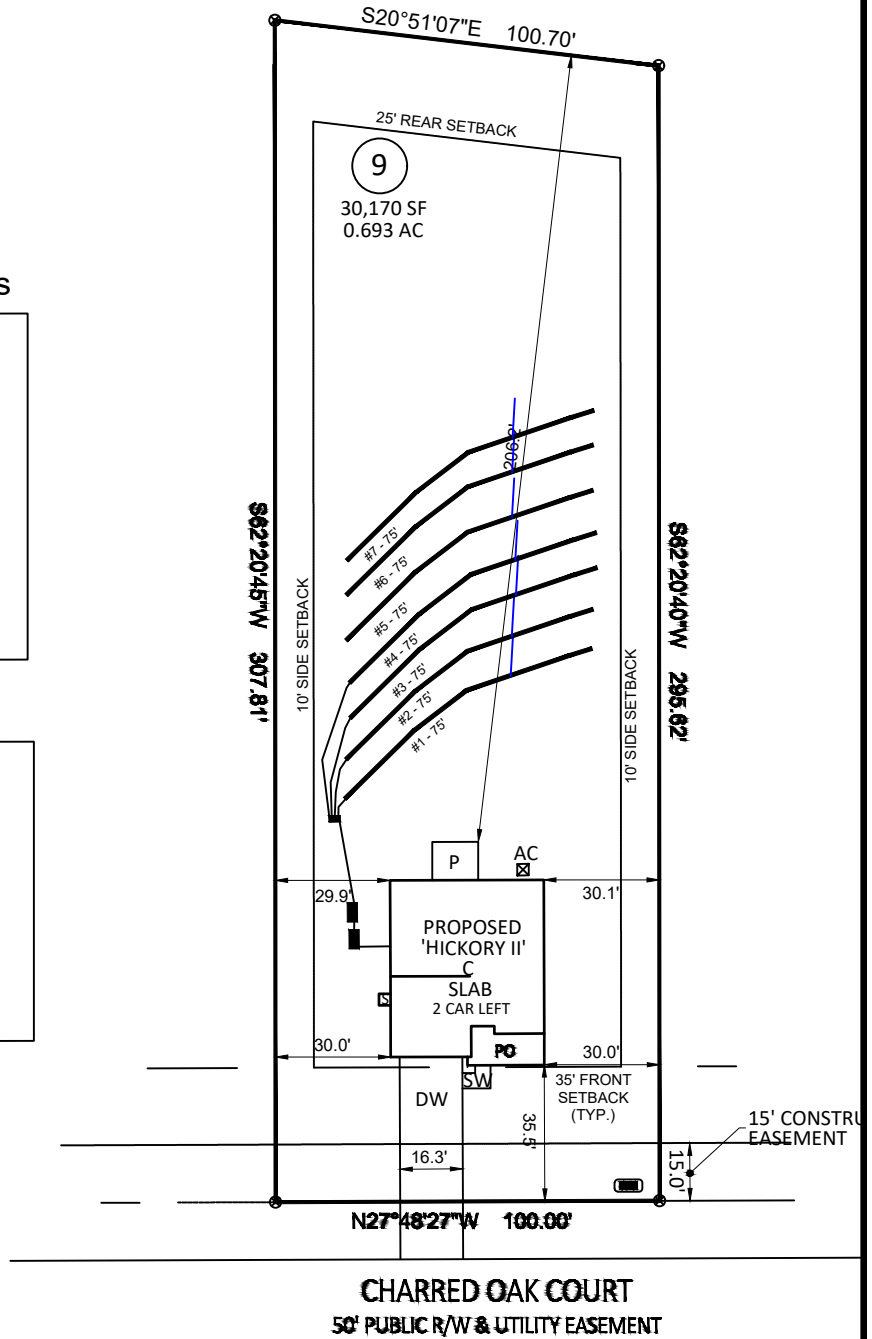 S20°51'07"E 100.70'
25' REAR SETBACK
9
30,170 SF
0.693 AC
S
206.2'
#7 - 75'
#6 - 75'
#5 - 75'
#4 - 75'
#3 - 75'
#2 - 75'
#1 - 75'
S62°20'45"W 307.81'
10' SIDE SETBACK
S62°20'40"W 295.62'
10' SIDE SETBACK
P
AC
29.9'
30.1'
PROPOSED
'HICKORY II'
C
SLAB
2 CAR LEFT
S
30.0'
PO
30.0'
SW
DW
35' FRONT
SETBACK
(TYP.)
35.5'
15' CONSTRU
EASEMENT
15.0'
16.3'
N27°48'27"W 100.00'
CHARRED OAK COURT
50' PUBLIC R/W & UTILITY EASEMENT